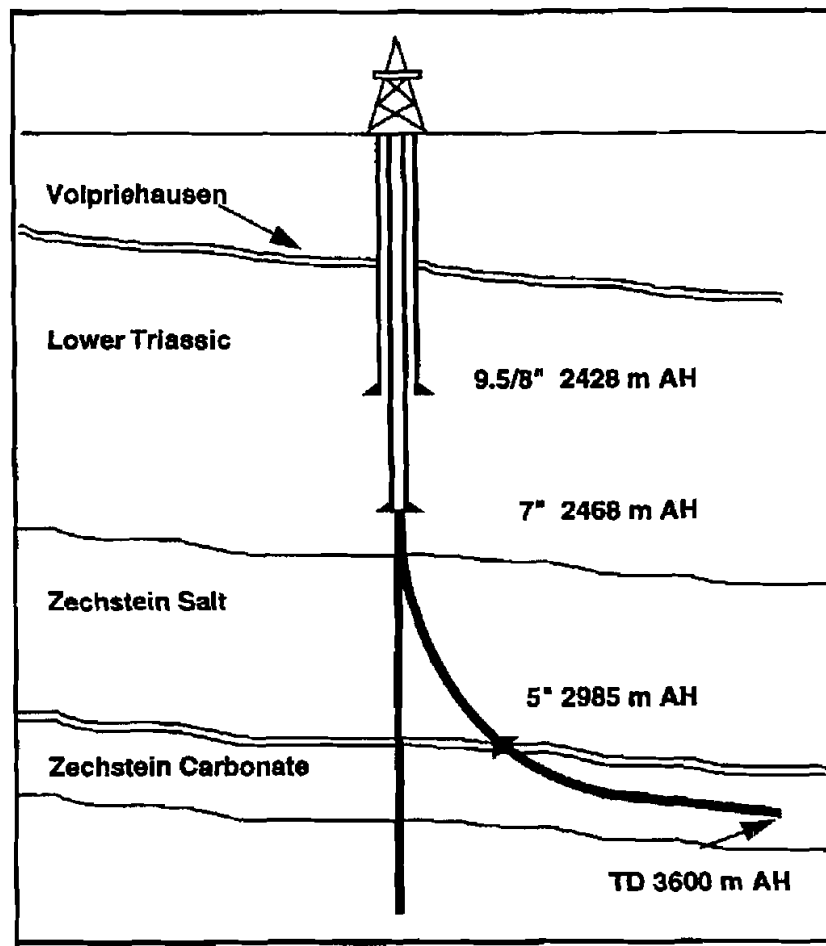 Volpriehausen
Lower Triassic
9.5/8" 2428 m AH
7" 2468 m AH
Zechstein Salt
5" 2985 m AH
Zechstein Carbonate
TD 3600 m AH